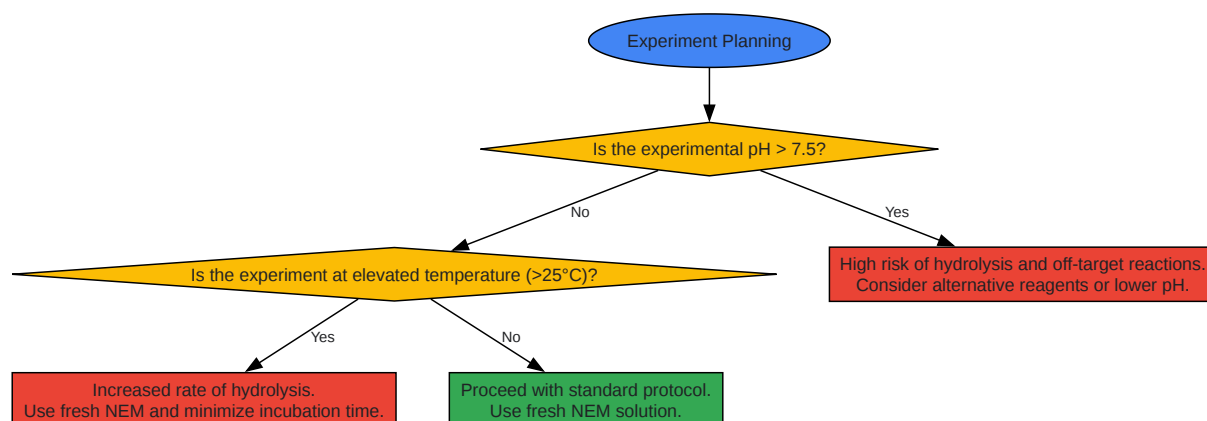 Experiment Planning
Is the experimental pH > 7.5?
No
Yes
Is the experiment at elevated temperature (>25°C)?
High risk of hydrolysis and off-target reactions.
Consider alternative reagents or lower pH.
Yes
No
Increased rate of hydrolysis.
Use fresh NEM and minimize incubation time.
Proceed with standard protocol.
Use fresh NEM solution.